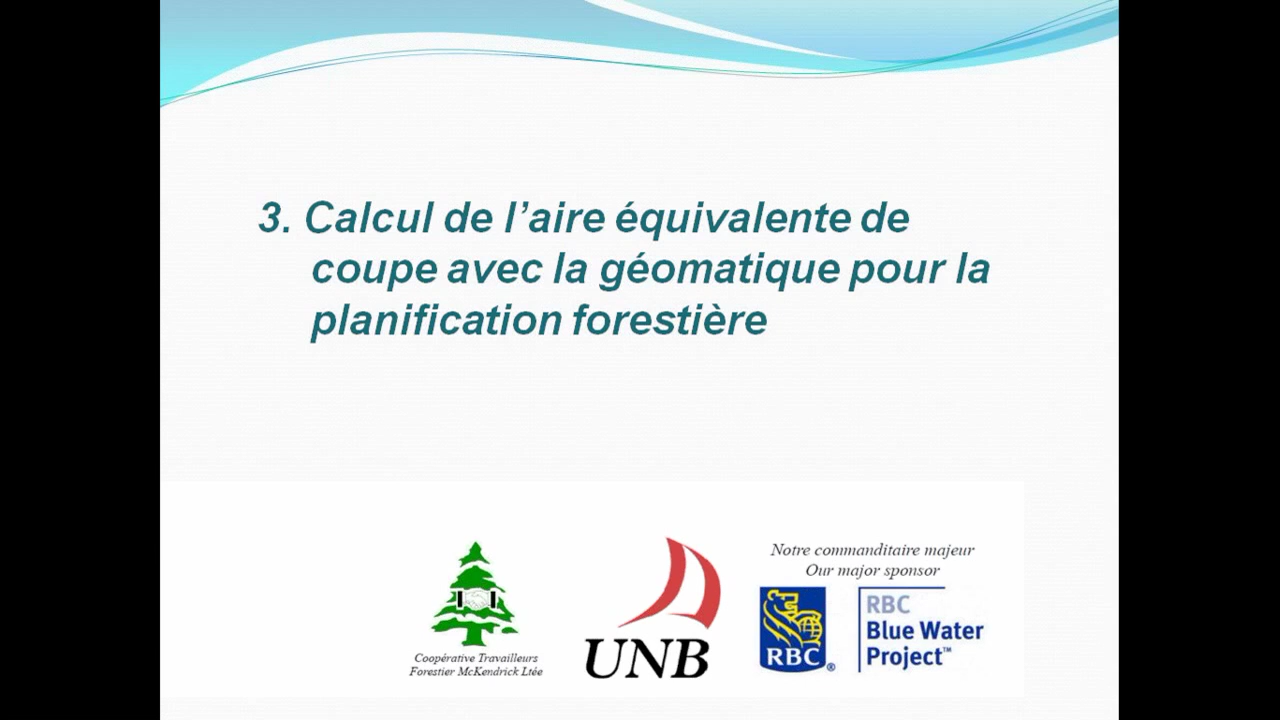 3. Calcul de l’aire équivalente de
coupe avec la géomatique pour la
planification forestière
Notre commanditaire majeur
Our major sponsor
Coopérative Travailleurs
Forestier McKendrick Ltée
UNB
RBC®
RBC
Blue Water
Project™